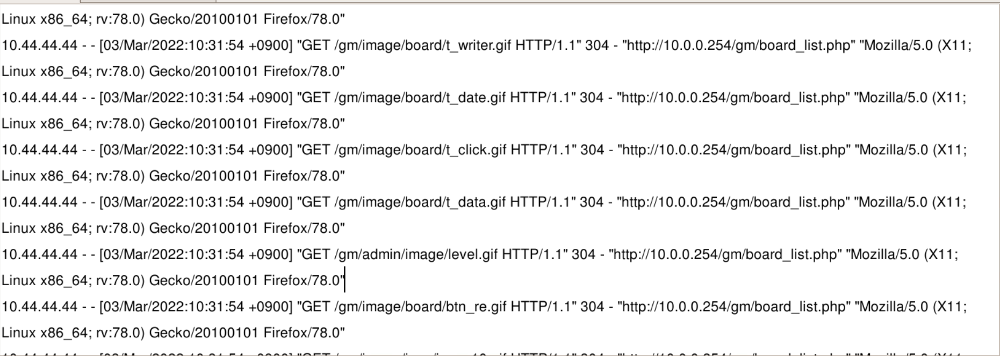 Linux x86_64; rv:78.0) Gecko/20100101 Firefox/78.0"
10.44.44.44 - - [03/Mar/2022:10:31:54 +0900] "GET /gm/image/board/t_writer.gif HTTP/1.1" 304 - "http://10.0.0.254/gm/board_list.php" "Mozilla/5.0 (X11;
Linux x86_64; rv:78.0) Gecko/20100101 Firefox/78.0"
10.44.44.44 - - [03/Mar/2022:10:31:54 +0900] "GET /gm/image/board/t_date.gif HTTP/1.1" 304 - "http://10.0.0.254/gm/board_list.php" "Mozilla/5.0 (X11;
Linux x86_64; rv:78.0) Gecko/20100101 Firefox/78.0"
10.44.44.44 - - [03/Mar/2022:10:31:54 +0900] "GET /gm/image/board/t_click.gif HTTP/1.1" 304 - "http://10.0.0.254/gm/board_list.php" "Mozilla/5.0 (X11;
Linux x86_64; rv:78.0) Gecko/20100101 Firefox/78.0"
10.44.44.44 - - [03/Mar/2022:10:31:54 +0900] "GET /gm/image/board/t_data.gif HTTP/1.1" 304 - "http://10.0.0.254/gm/board_list.php" "Mozilla/5.0 (X11;
Linux x86_64; rv:78.0) Gecko/20100101 Firefox/78.0"
10.44.44.44 - - [03/Mar/2022:10:31:54 +0900] "GET /gm/admin/image/level.gif HTTP/1.1" 304 - "http://10.0.0.254/gm/board_list.php" "Mozilla/5.0 (X11;
Linux x86_64; rv:78.0) Gecko/20100101 Firefox/78.0"
10.44.44.44 - - [03/Mar/2022:10:31:54 +0900] "GET /gm/image/board/btn_re.gif HTTP/1.1" 304 - "http://10.0.0.254/gm/board_list.php" "Mozilla/5.0 (X11;
Linux x86_64; rv:78.0) Gecko/20100101 Firefox/78.0"